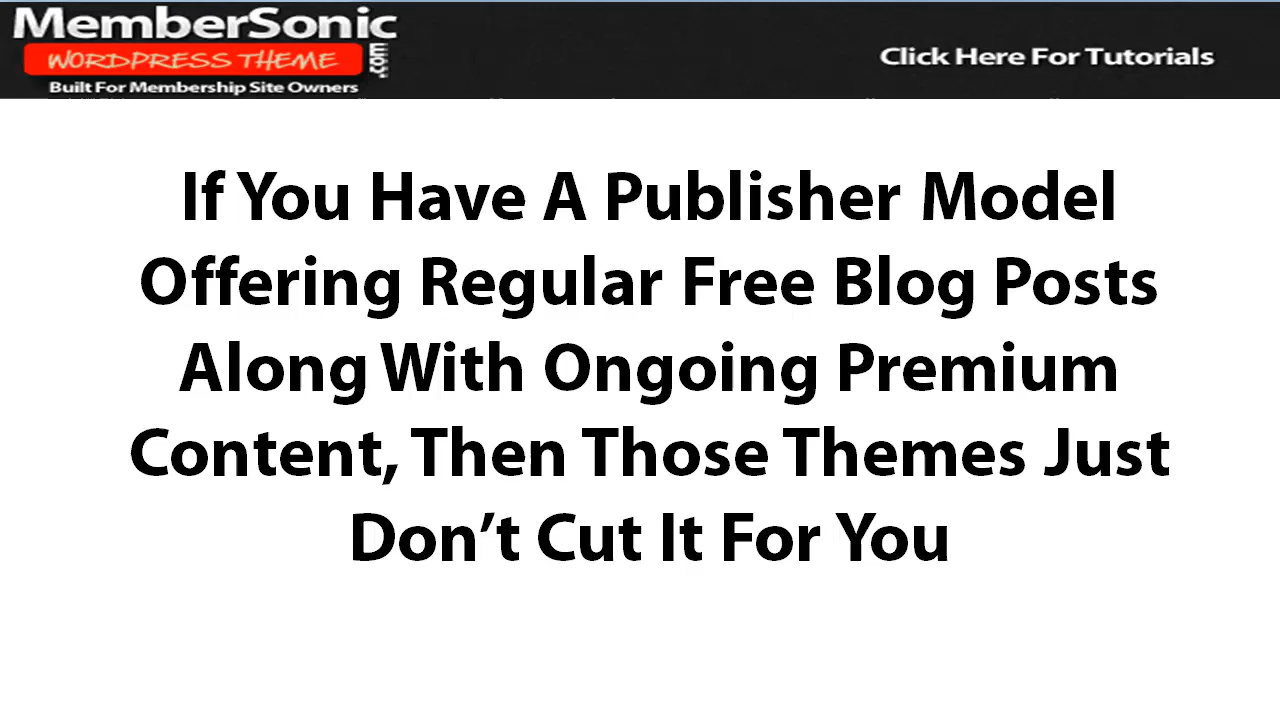 MemberSonic
WORDPRESS THEME
.com
Built For Membership Site Owners
Click Here For Tutorials
If You Have A Publisher Model
Offering Regular Free Blog Posts
Along With Ongoing Premium
Content, Then Those Themes Just
Don’t Cut It For You